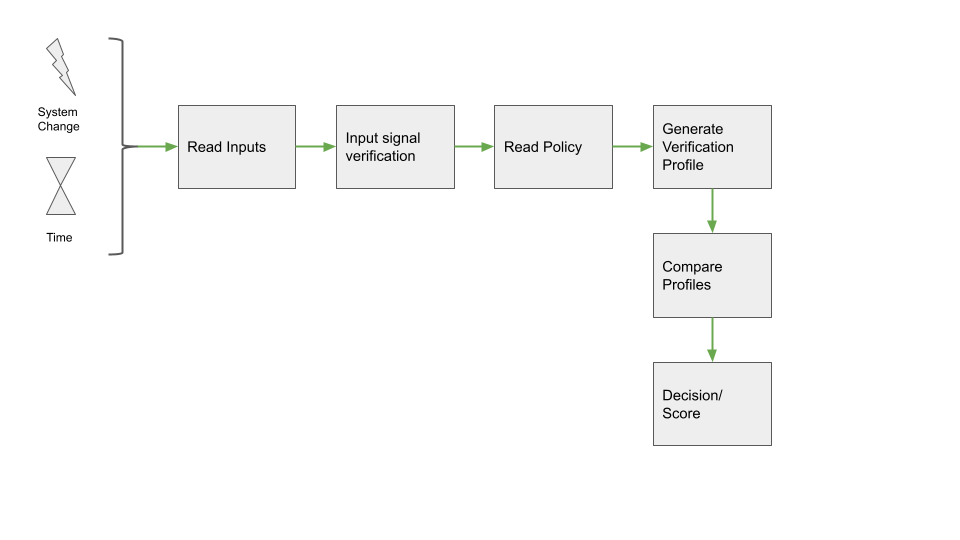 System
Change
Time
Read Inputs
Input signal
verification
Read Policy
Generate
Verification
Profile
Compare
Profiles
Decision/
Score